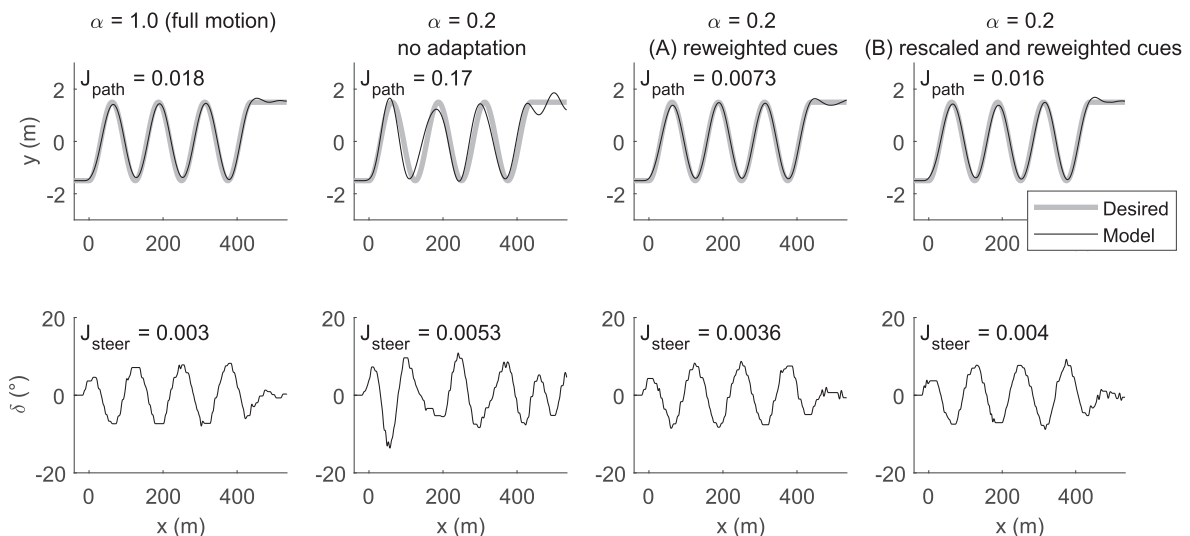 α = 1.0 (full motion)
α = 0.2
no adaptation
α = 0.2
(A) reweighted cues
α = 0.2
(B) rescaled and reweighted cues
J_path = 0.018
J_path = 0.17
J_path = 0.0073
J_path = 0.016
y (m)
2
0
-2
2
0
-2
2
0
-2
2
0
-2
0 200 400
0 200 400
0 200 400
0 200
Desired
Model
J_steer = 0.003
J_steer = 0.0053
J_steer = 0.0036
J_steer = 0.004
δ (°)
20
0
-20
20
0
-20
20
0
-20
20
0
-20
0 200 400
0 200 400
0 200 400
0 200 400
x (m)
x (m)
x (m)
x (m)